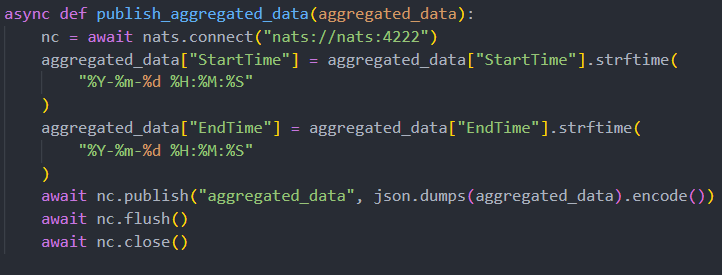 async def publish_aggregated_data(aggregated_data):
    nc = await nats.connect("nats://nats:4222")
    aggregated_data["StartTime"] = aggregated_data["StartTime"].strftime(
        "%Y-%m-%d %H:%M:%S"
    )
    aggregated_data["EndTime"] = aggregated_data["EndTime"].strftime(
        "%Y-%m-%d %H:%M:%S"
    )
    await nc.publish("aggregated_data", json.dumps(aggregated_data).encode())
    await nc.flush()
    await nc.close()